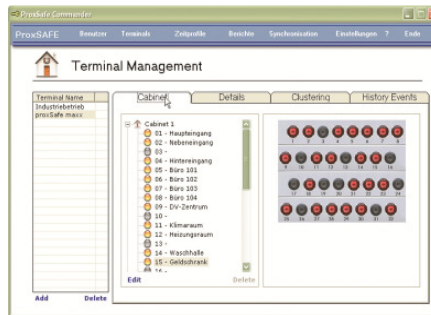 ProxSafe Commander
ProxSAFE Benutzer Terminals Zeitprofile Berichte Synchronisation Einstellungen ? Ende
Terminal Management
Terminal Name
Industriebetrieb
proxSafe maxx
Cabinet Details Clustering History Events
Cabinet 1
01 - Haupteingang
02 - Nebeneingang
03 -
04 - Hintereingang
05 - Büro 101
06 - Büro 102
07 - Büro 103
08 - Büro 104
09 - DV-Zentrum
10 -
11 - Klimaraum
12 - Heizungsraum
13 -
14 - Waschhalle
15 - Geldschrank
Edit Delete
Add Delete